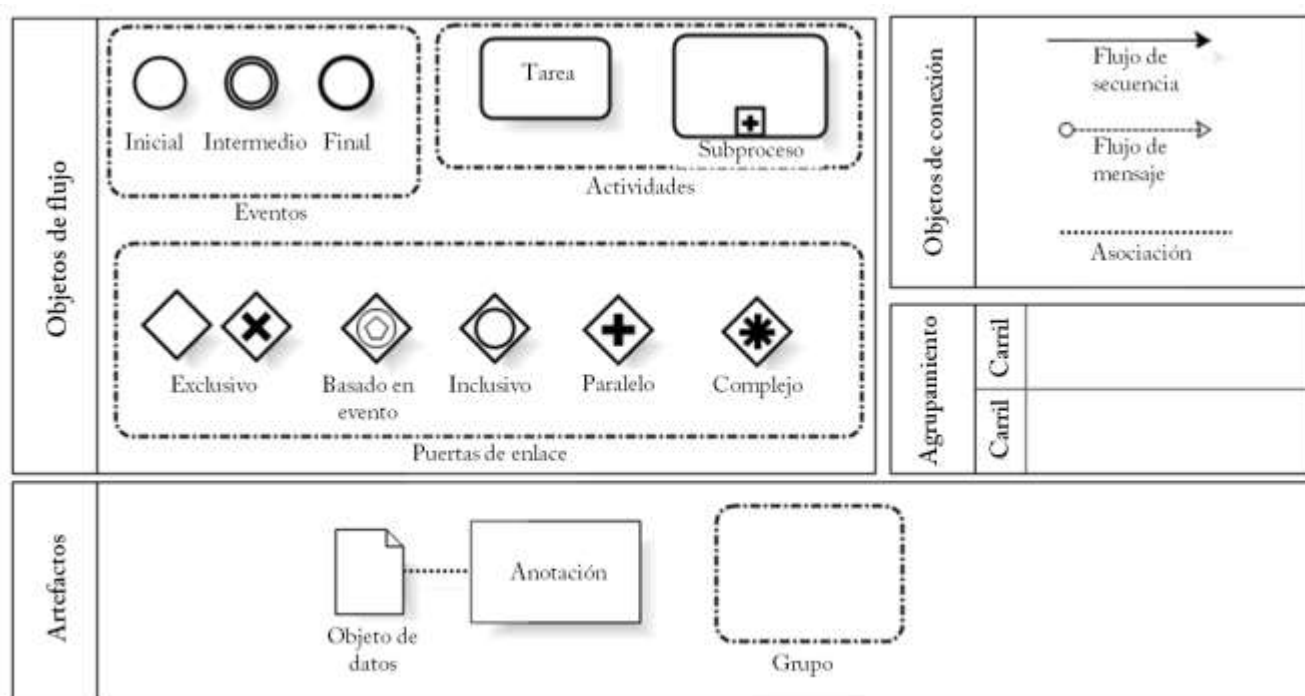 Objetos de flujo
Inicial Intermedio Final
Eventos
Tarea
Subproceso
Actividades
Exclusivo
Basado en
evento
Inclusivo
Paralelo
Complejo
Puertas de enlace
Objetos de conexión
Flujo de
secuencia
Flujo de
mensaje
Asociación
Agrupamiento
Carril
Carril
Artefactos
Objeto de
datos
Anotación
Grupo